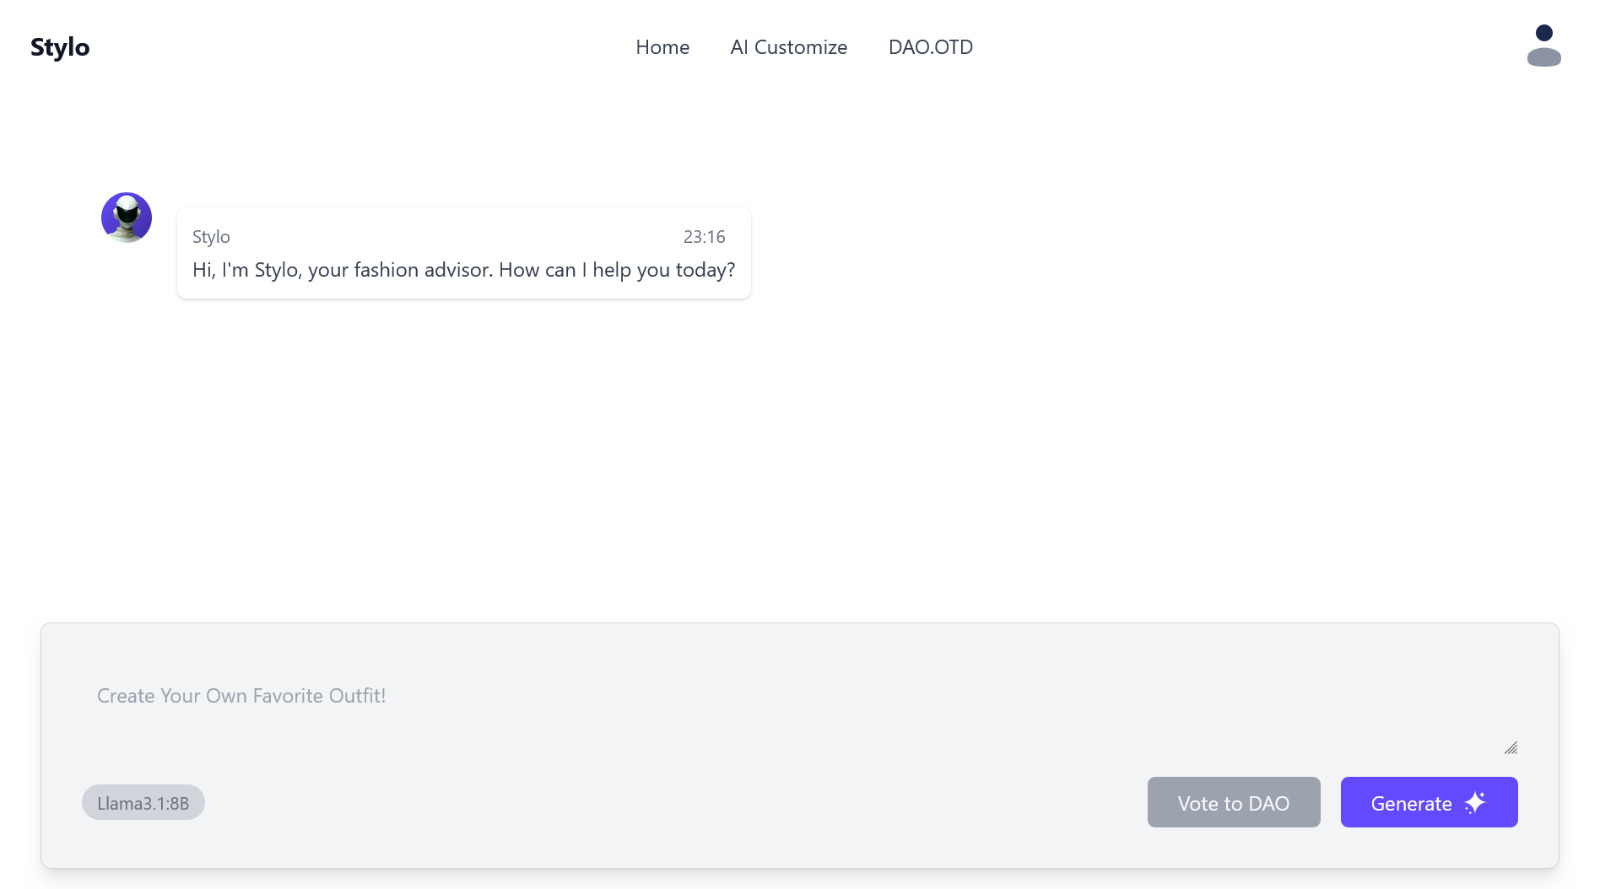 Stylo
Home
AI Customize
DAO.OTD
Stylo
23:16
Hi, I'm Stylo, your fashion advisor. How can I help you today?
Create Your Own Favorite Outfit!
Llama3.1:8B
Vote to DAO
Generate